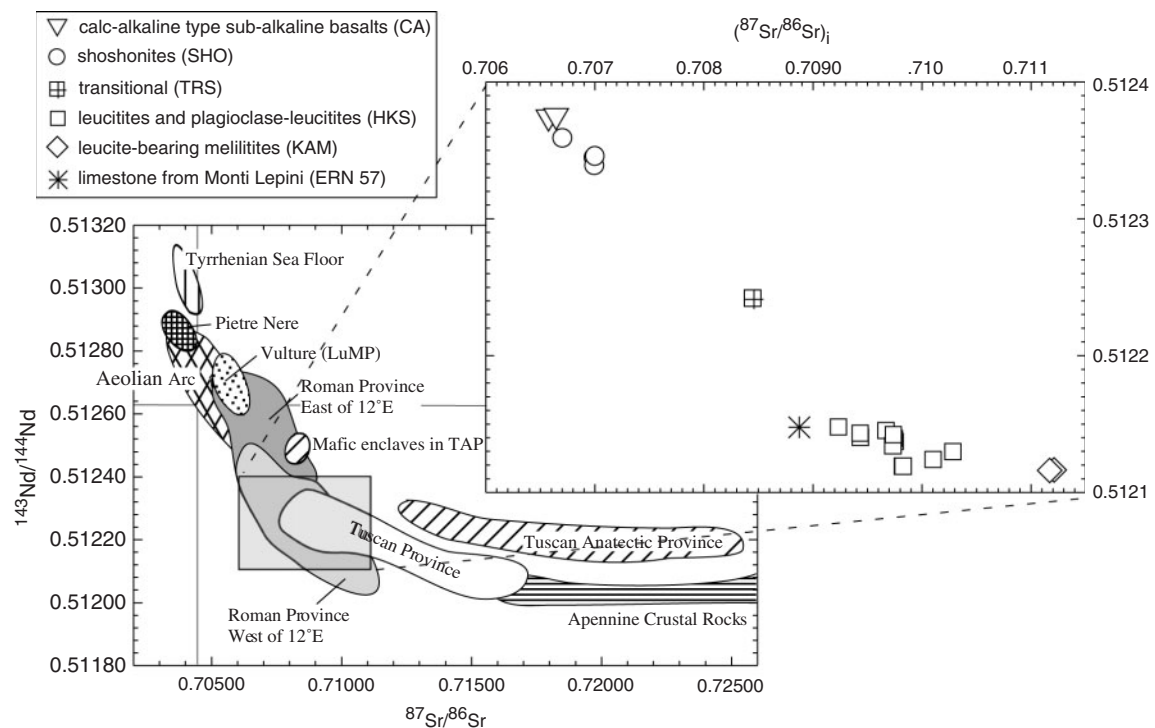 calc-alkaline type sub-alkaline basalts (CA)
shoshonites (SHO)
transitional (TRS)
leucitites and plagioclase-leucitites (HKS)
leucite-bearing melilitites (KAM)
limestone from Monti Lepini (ERN 57)
(⁸⁷Sr/⁸⁶Sr)i
0.706 0.707 0.708 0.709 0.710 0.711
0.5124
0.5123
0.5122
0.5121
0.51320
0.51300
0.51280
0.51260
0.51240
0.51220
0.51200
0.51180
¹⁴³Nd/¹⁴⁴Nd
Tyrrhenian Sea Floor
Pietre Nere
Vulture (LuMP)
Aeolian Arc
Roman Province
East of 12°E
Mafic enclaves in TAP
Tuscan Province
Tuscan Anatectic Province
Roman Province
West of 12°E
Apennine Crustal Rocks
0.70500 0.71000 0.71500 0.72000 0.72500
⁸⁷Sr/⁸⁶Sr